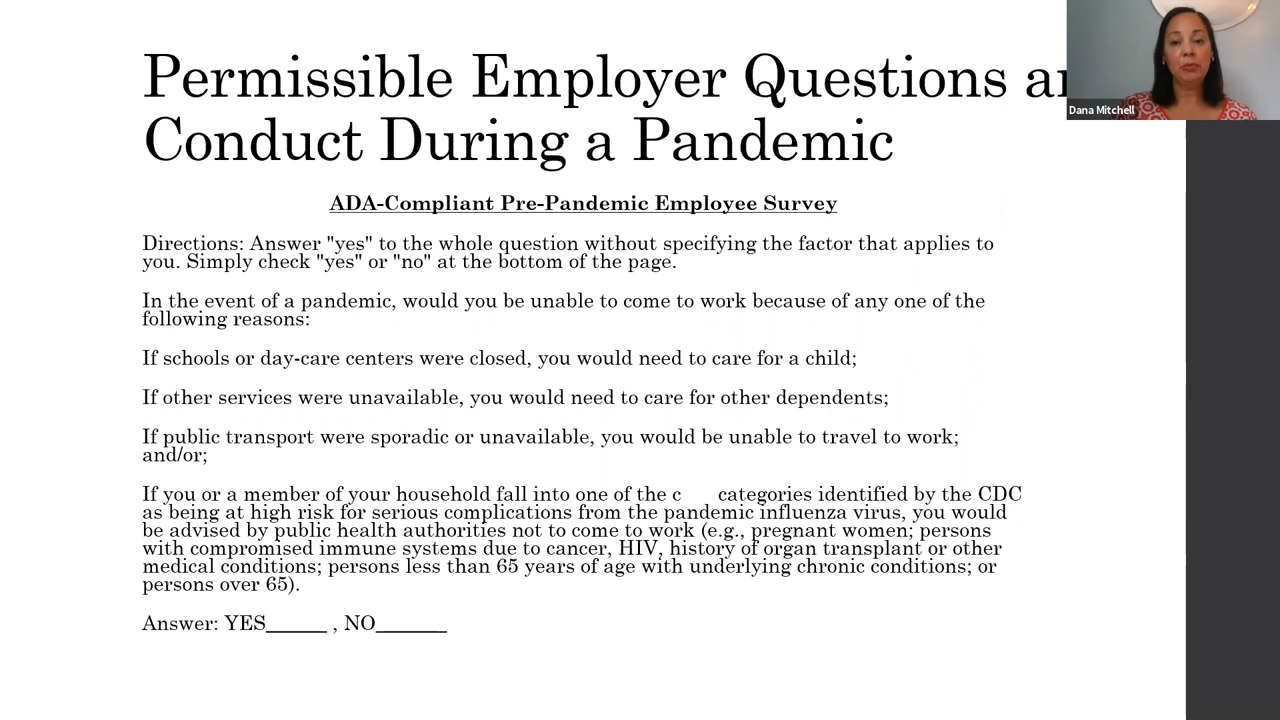 Permissible Employer Questions a
Conduct During a Pandemic
Dana Mitchell
ADA-Compliant Pre-Pandemic Employee Survey
Directions: Answer "yes" to the whole question without specifying the factor that applies to
you. Simply check "yes" or "no" at the bottom of the page.
In the event of a pandemic, would you be unable to come to work because of any one of the
following reasons:
If schools or day-care centers were closed, you would need to care for a child;
If other services were unavailable, you would need to care for other dependents;
If public transport were sporadic or unavailable, you would be unable to travel to work;
and/or;
If you or a member of your household fall into one of the c categories identified by the CDC
as being at high risk for serious complications from the pandemic influenza virus, you would
be advised by public health authorities not to come to work (e.g., pregnant women; persons
with compromised immune systems due to cancer, HIV, history of organ transplant or other
medical conditions; persons less than 65 years of age with underlying chronic conditions; or
persons over 65).
Answer: YES______ , NO_______